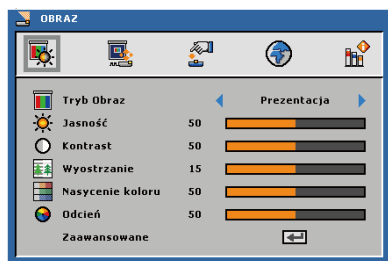 OBRAZ
Tryb Obraz Prezentacja
Jasność 50
Kontrast 50
Wyostrzanie 15
Nasycenie koloru 50
Odcień 50
Zaawansowane